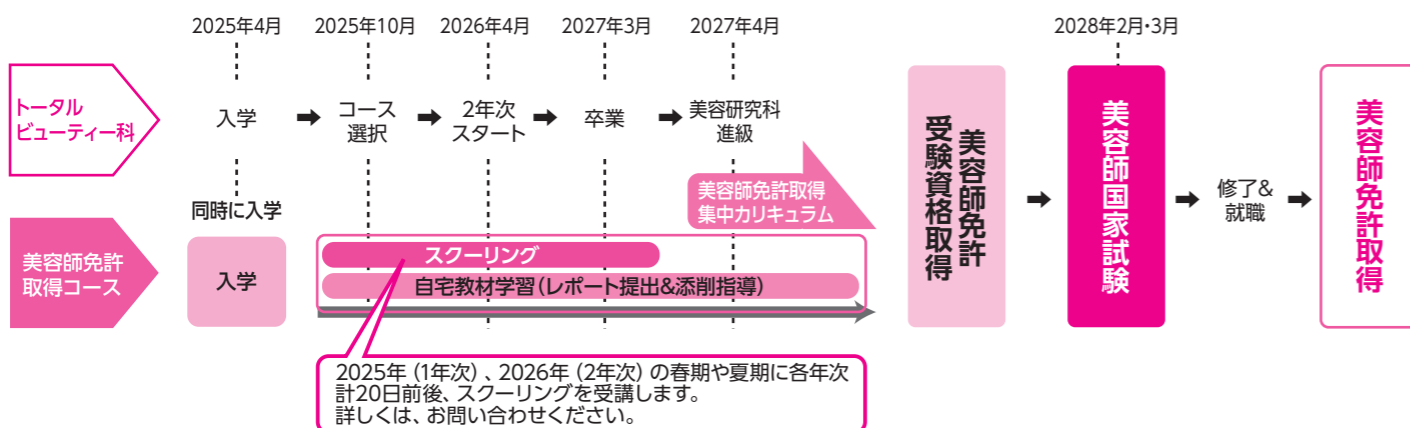 2025年4月
2025年10月
2026年4月
2027年3月
2027年4月
2028年2月・3月
トータル
ビューティー科
入学
コース
選択
2年次
スタート
卒業
美容研究科
進級
美容師免許取得
集中カリキュラム
美容師免許
受験資格取得
美容師国家試験
修了&
就職
美容師免許取得
同時に入学
美容師免許
取得コース
入学
スクーリング
自宅教材学習(レポート提出&添削指導)
2025年(1年次)、2026年(2年次)の春期や夏期に各年次
計20日前後、スクーリングを受講します。
詳しくは、お問い合わせください。